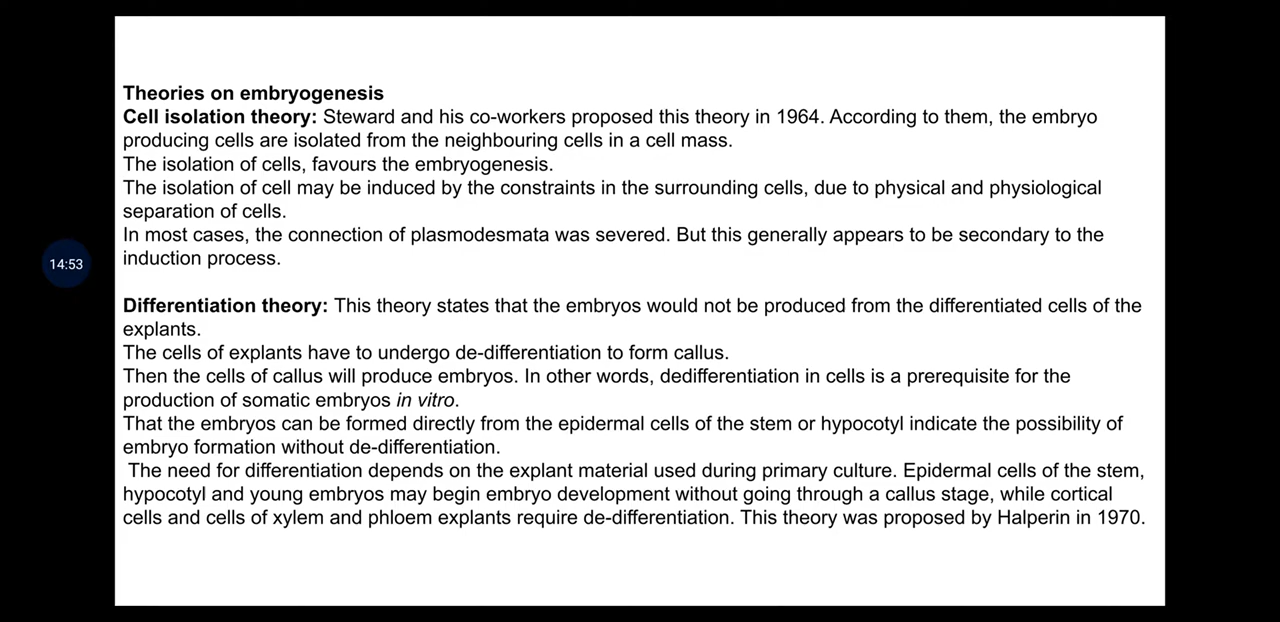 Theories on embryogenesis
Cell isolation theory: Steward and his co-workers proposed this theory in 1964. According to them, the embryo
producing cells are isolated from the neighbouring cells in a cell mass.
The isolation of cells, favours the embryogenesis.
The isolation of cell may be induced by the constraints in the surrounding cells, due to physical and physiological
separation of cells.
In most cases, the connection of plasmodesmata was severed. But this generally appears to be secondary to the
induction process.
14:53
Differentiation theory: This theory states that the embryos would not be produced from the differentiated cells of the
explants.
The cells of explants have to undergo de-differentiation to form callus.
Then the cells of callus will produce embryos. In other words, dedifferentiation in cells is a prerequisite for the
production of somatic embryos in vitro.
That the embryos can be formed directly from the epidermal cells of the stem or hypocotyl indicate the possibility of
embryo formation without de-differentiation.
The need for differentiation depends on the explant material used during primary culture. Epidermal cells of the stem,
hypocotyl and young embryos may begin embryo development without going through a callus stage, while cortical
cells and cells of xylem and phloem explants require de-differentiation. This theory was proposed by Halperin in 1970.